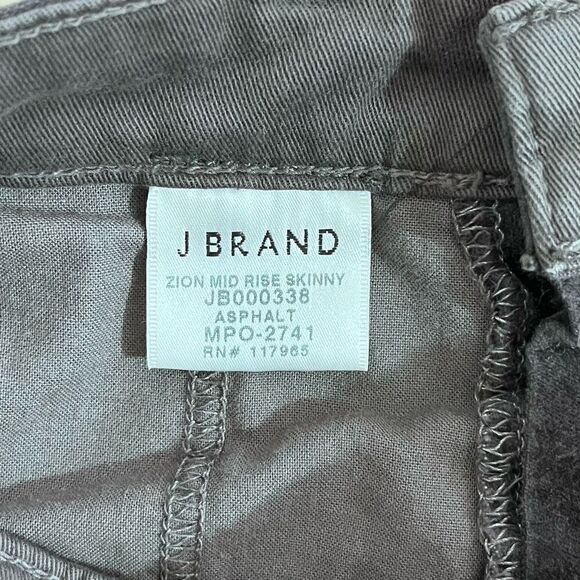 J BRAND
ZION MID RISE SKINNY
JB000338
ASPHALT
MPO-2741
RN# 117965